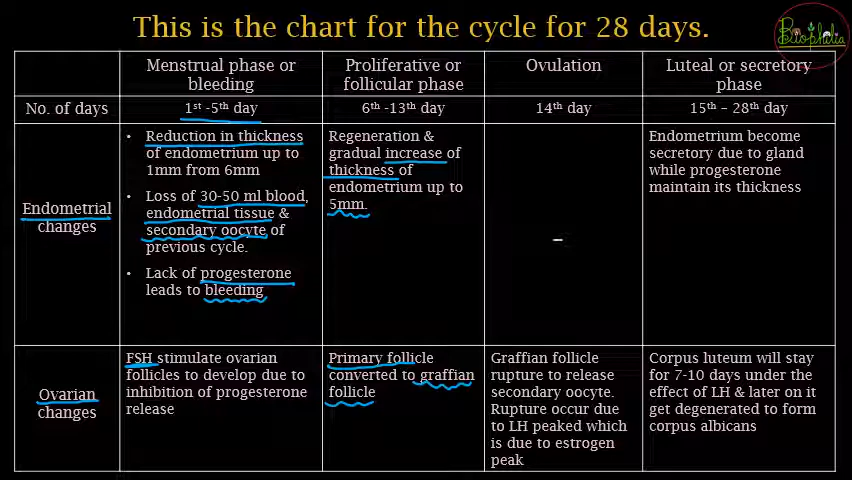 This is the chart for the cycle for 28 days.
Biophilia
Menstrual phase or
bleeding
Proliferative or
follicular phase
Ovulation
Luteal or secretory
phase
No. of days
1st -5th day
6th -13th day
14th day
15th – 28th day
Endometrial
changes
• Reduction in thickness
of endometrium up to
1mm from 6mm
• Loss of 30-50 ml blood,
endometrial tissue &
secondary oocyte of
previous cycle.
• Lack of progesterone
leads to bleeding
Regeneration &
gradual increase of
thickness of
endometrium up to
5mm.
–
Endometrium become
secretory due to gland
while progesterone
maintain its thickness
Ovarian
changes
FSH stimulate ovarian
follicles to develop due to
inhibition of progesterone
release
Primary follicle
converted to graffian
follicle
Graffian follicle
rupture to release
secondary oocyte.
Rupture occur due
to LH peaked which
is due to estrogen
peak
Corpus luteum will stay
for 7-10 days under the
effect of LH & later on it
get degenerated to form
corpus albicans